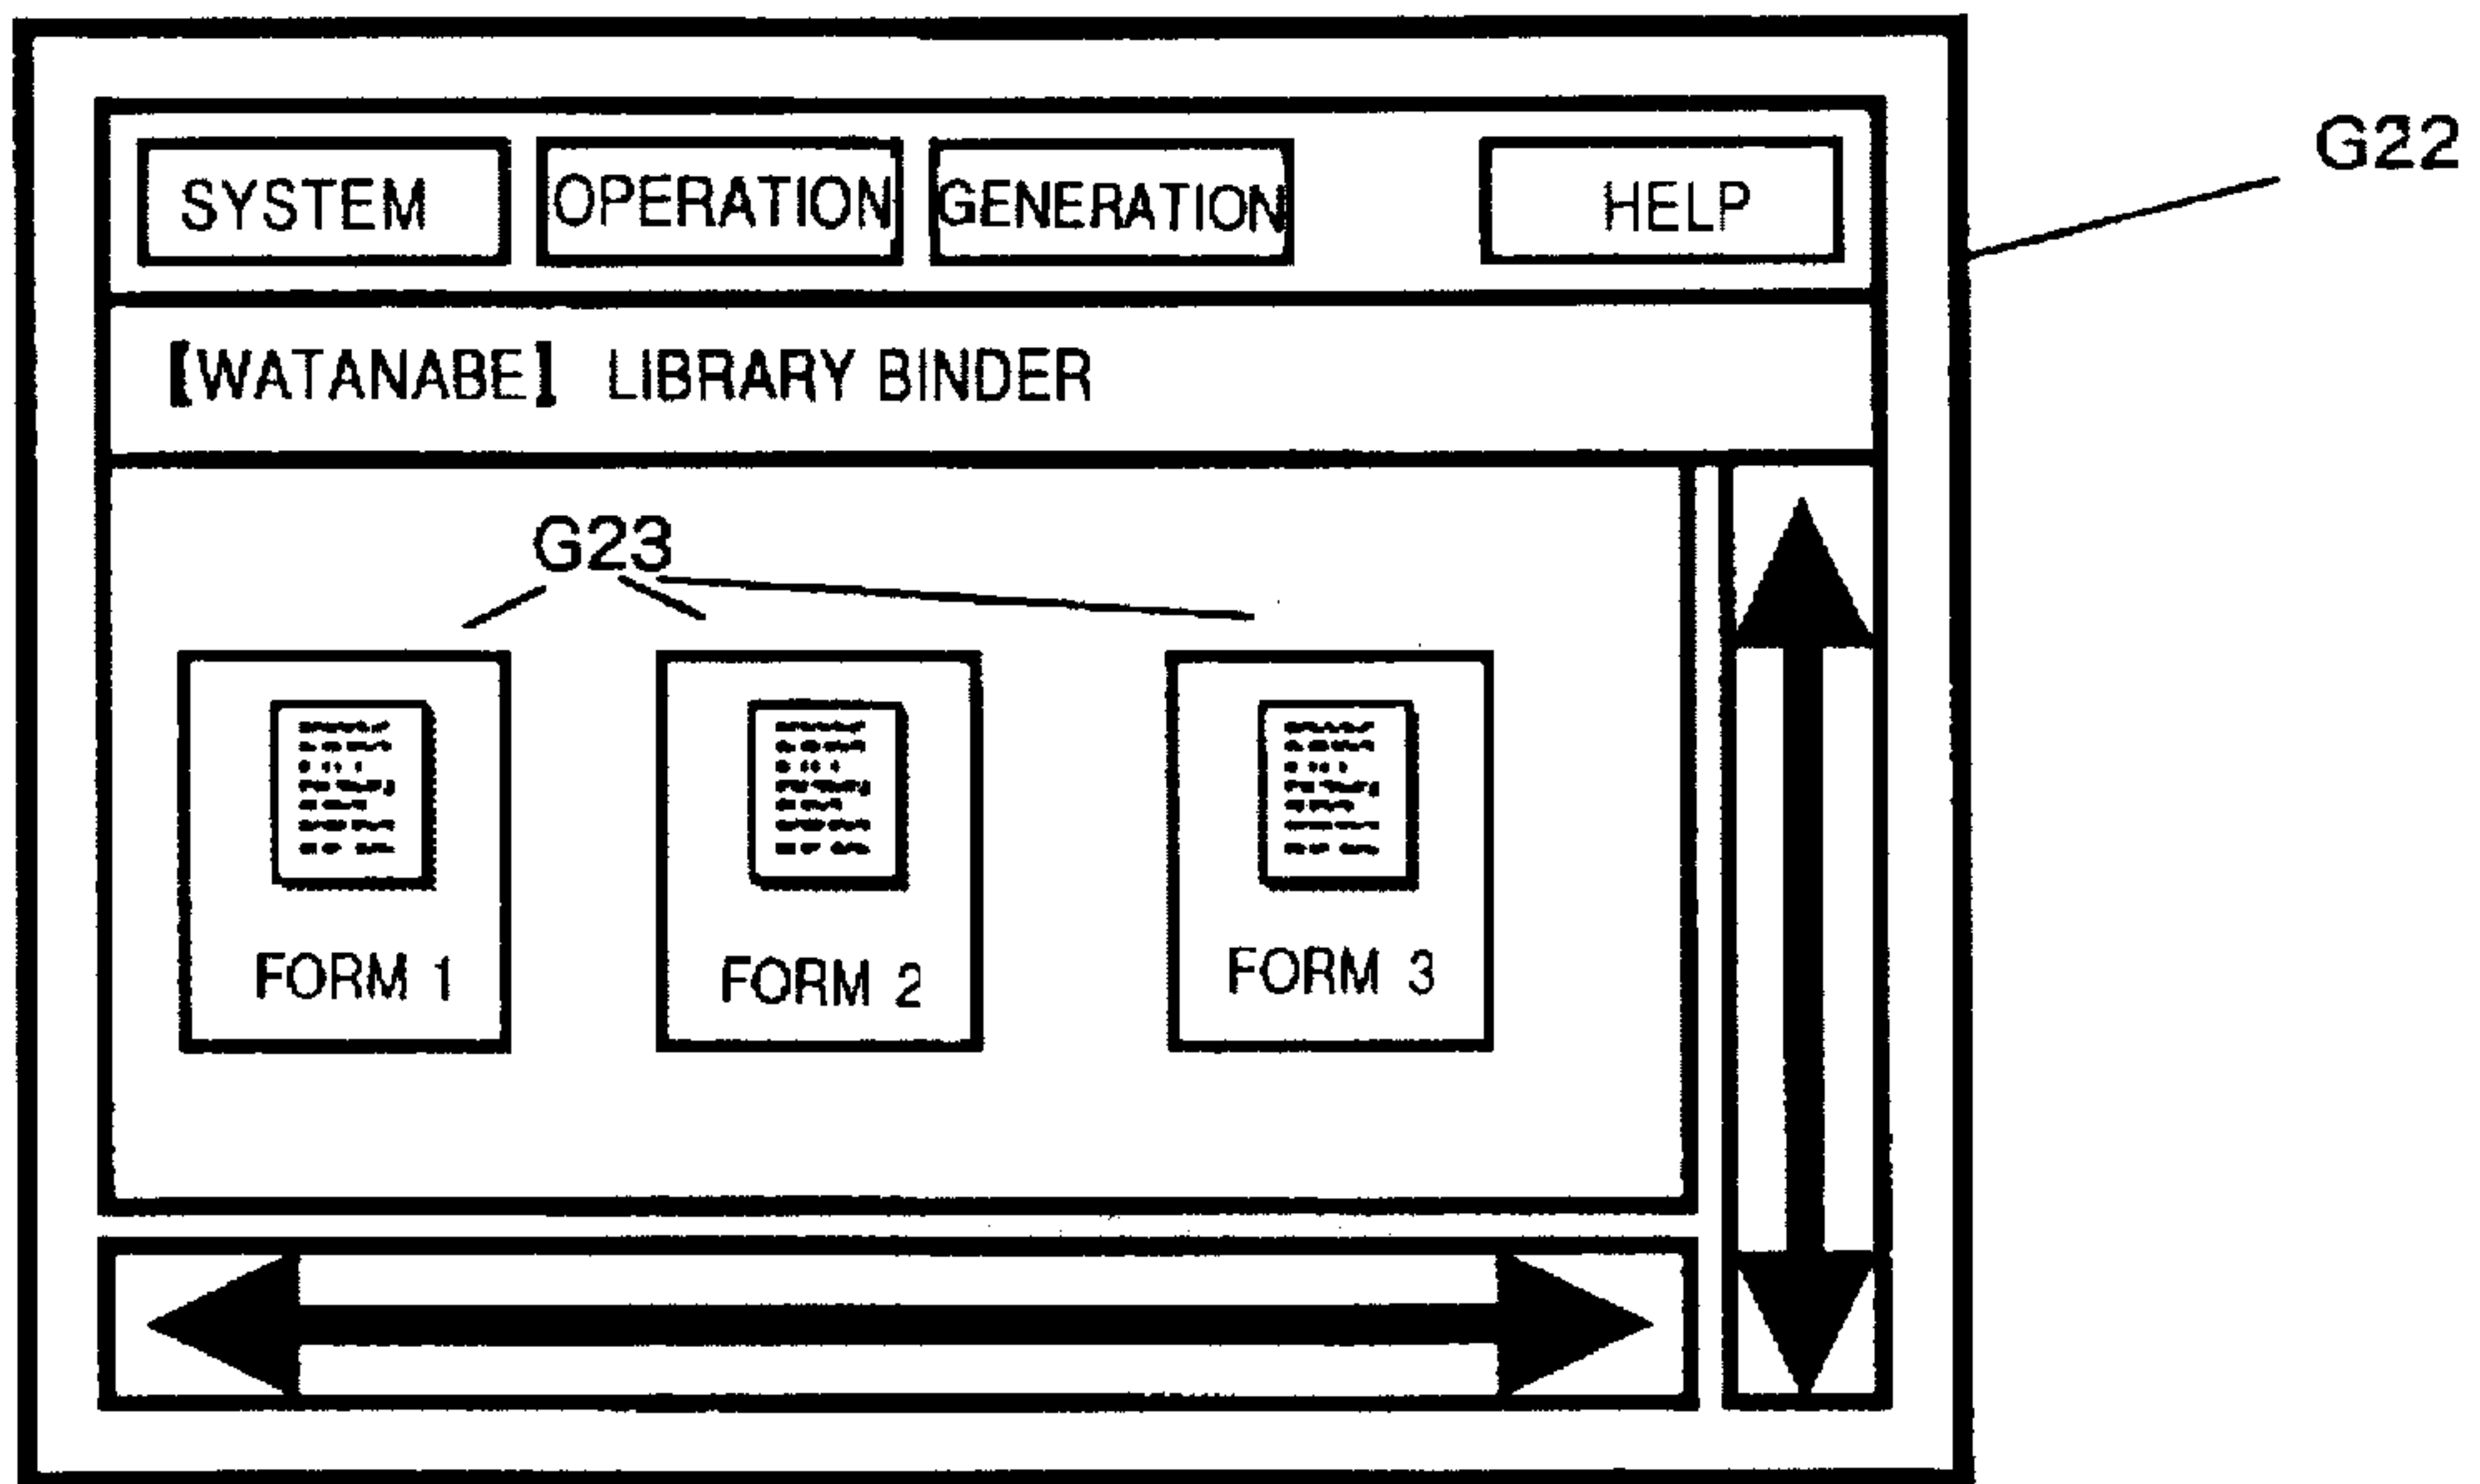 G22
SYSTEM OPERATION GENERATION HELP
【WATANABE】 LIBRARY BINDER
G23
FORM 1 FORM 2 FORM 3